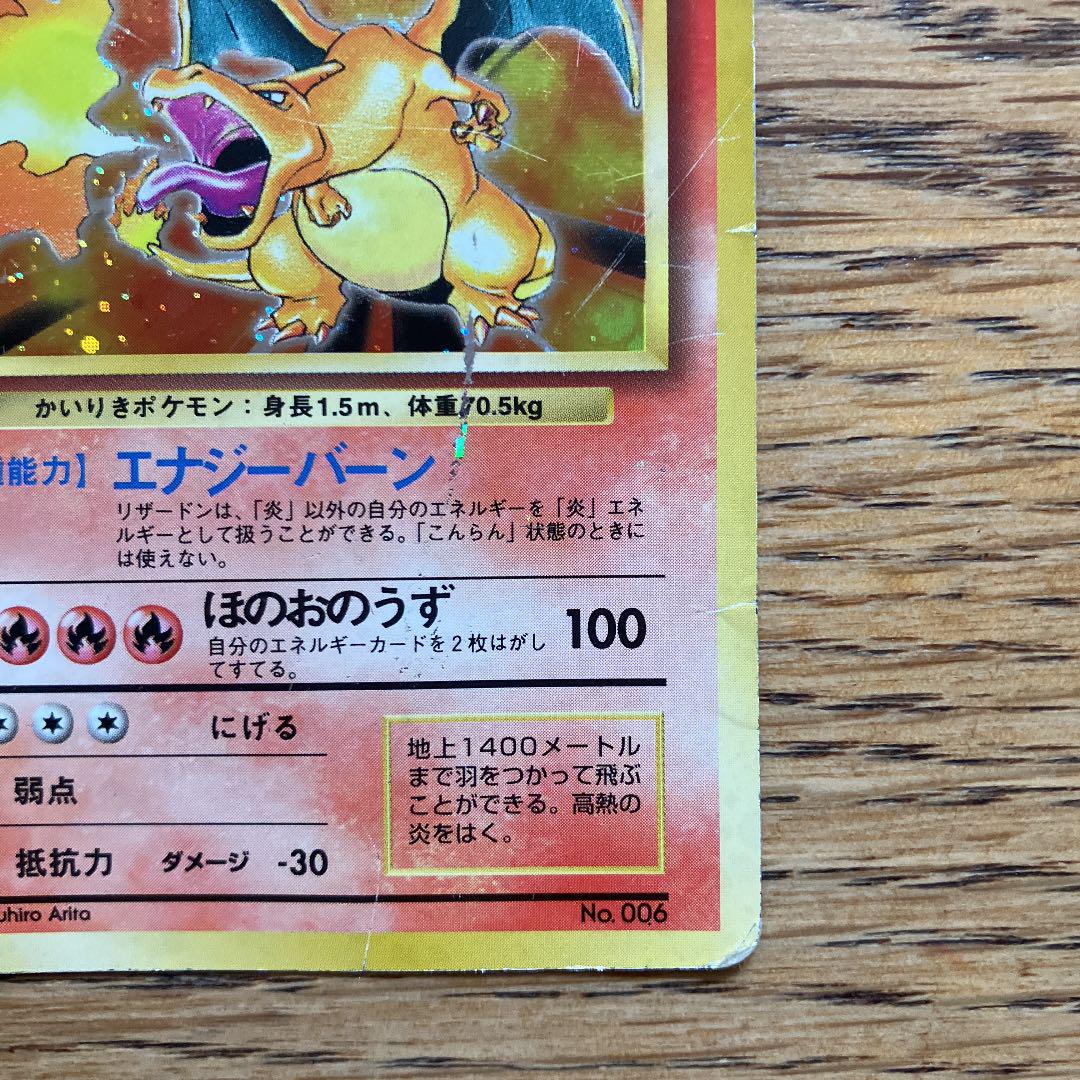 かいりきポケモン：身長1.5m、体重70.5kg
能力】 エナジーバーン
リザードンは、「炎」以外の自分のエネルギーを「炎」エネ
ルギーとして扱うことができる。「こんらん」状態のときに
は使えない。
ほのおのうず 100
自分のエネルギーカードを2枚はがし
てすてる。
にげる
弱点
抵抗力 ダメージ -30
地上1400メートル
まで羽をつかって飛ぶ
ことができる。高熱の
炎をはく。
uhiro Arita
No. 006